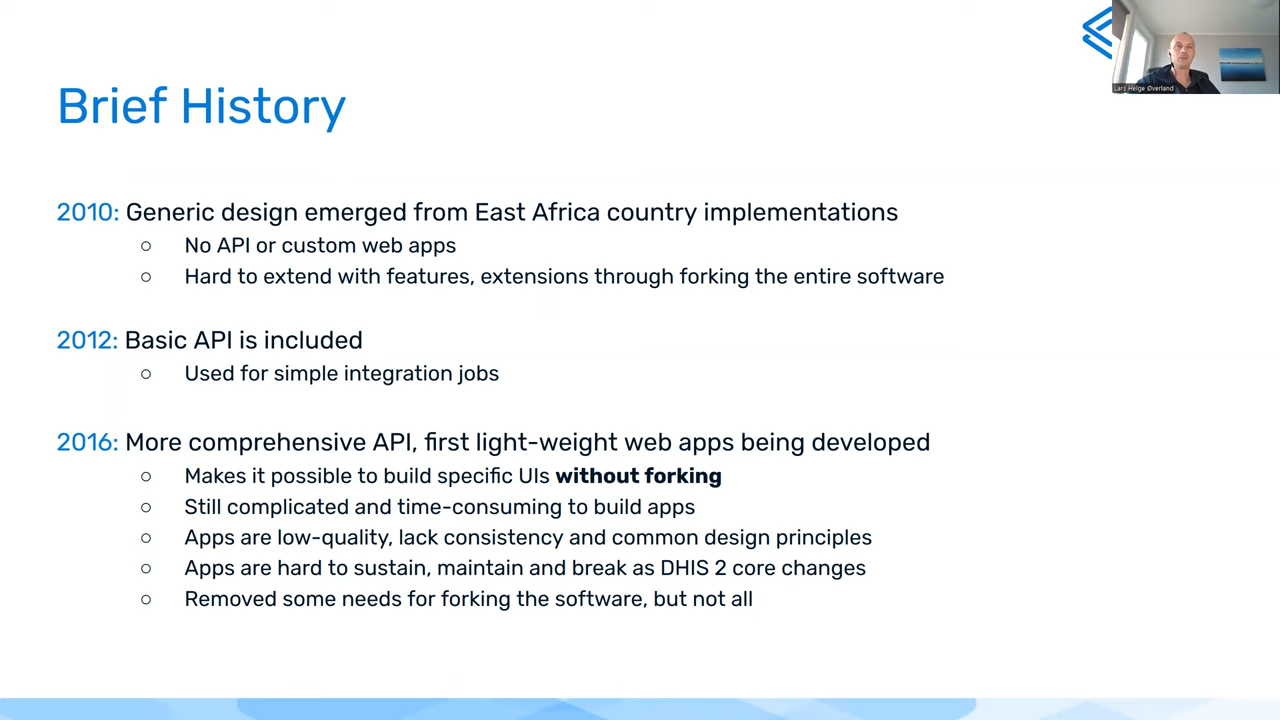 Lars Helge Øverland
Brief History
2010: Generic design emerged from East Africa country implementations
○ No API or custom web apps
○ Hard to extend with features, extensions through forking the entire software
2012: Basic API is included
○ Used for simple integration jobs
2016: More comprehensive API, first light-weight web apps being developed
○ Makes it possible to build specific UIs without forking
○ Still complicated and time-consuming to build apps
○ Apps are low-quality, lack consistency and common design principles
○ Apps are hard to sustain, maintain and break as DHIS 2 core changes
○ Removed some needs for forking the software, but not all